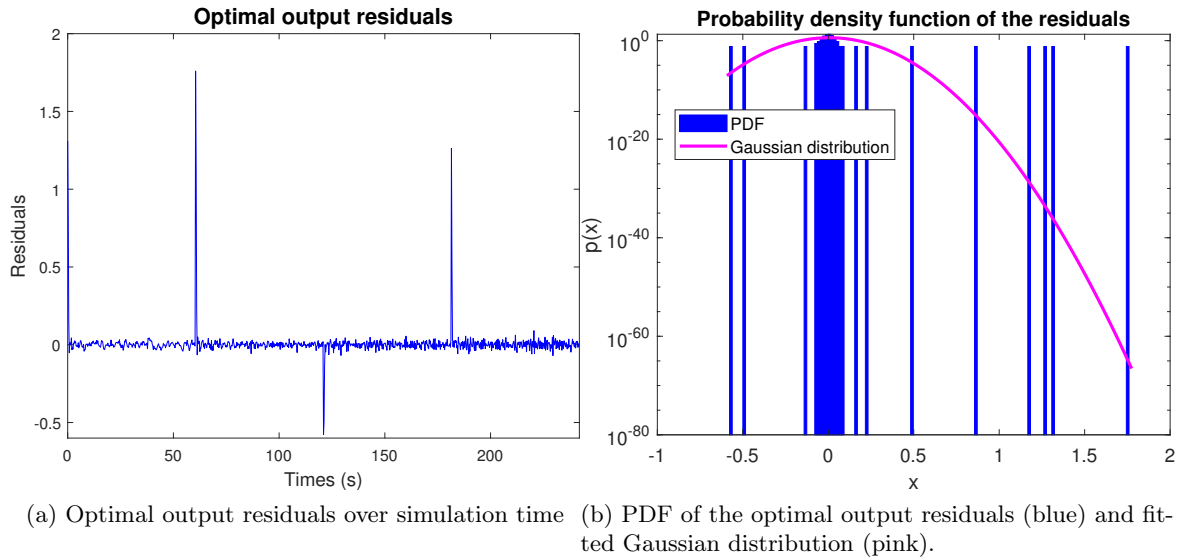 Optimal output residuals
2
1.5
1
0.5
0
-0.5
Residuals
0 50 100 150 200
Times (s)
(a) Optimal output residuals over simulation time
Probability density function of the residuals
10^0
10^-20
10^-40
10^-60
10^-80
p(x)
PDF
Gaussian distribution
-1 -0.5 0 0.5 1 1.5 2
x
(b) PDF of the optimal output residuals (blue) and fit-
ted Gaussian distribution (pink).